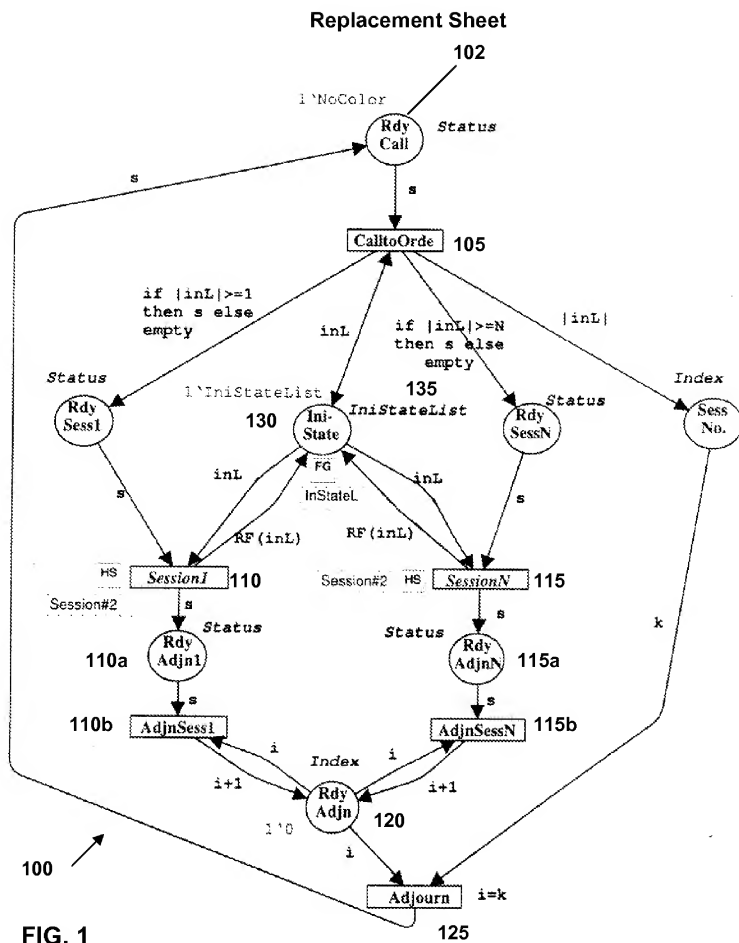 Replacement Sheet
102
1`NoColor
Rdy
Call
Status
s
s
CalltoOrde
105
if |inL|>=1
then s else
empty
inL
if |inL|>=N
then s else
empty
|inL|
135
Status
1`IniStateList
IniStateList
Status
Index
Rdy
Sess1
130
Ini-
State
Rdy
SessN
Sess
No.
FG
InStateL
s
inL
inL
s
RF(inL)
RF(inL)
HS
Session1
110
Session#2
Session#2
HS
SessionN
115
s
s
k
Status
Status
110a
Rdy
Adjn1
Rdy
AdjnN
115a
s
s
110b
AdjnSess1
AdjnSessN
115b
i
Index
i
i+1
i+1
Rdy
Adjn
120
1`0
i
100
Adjourn
i=k
125
FIG. 1